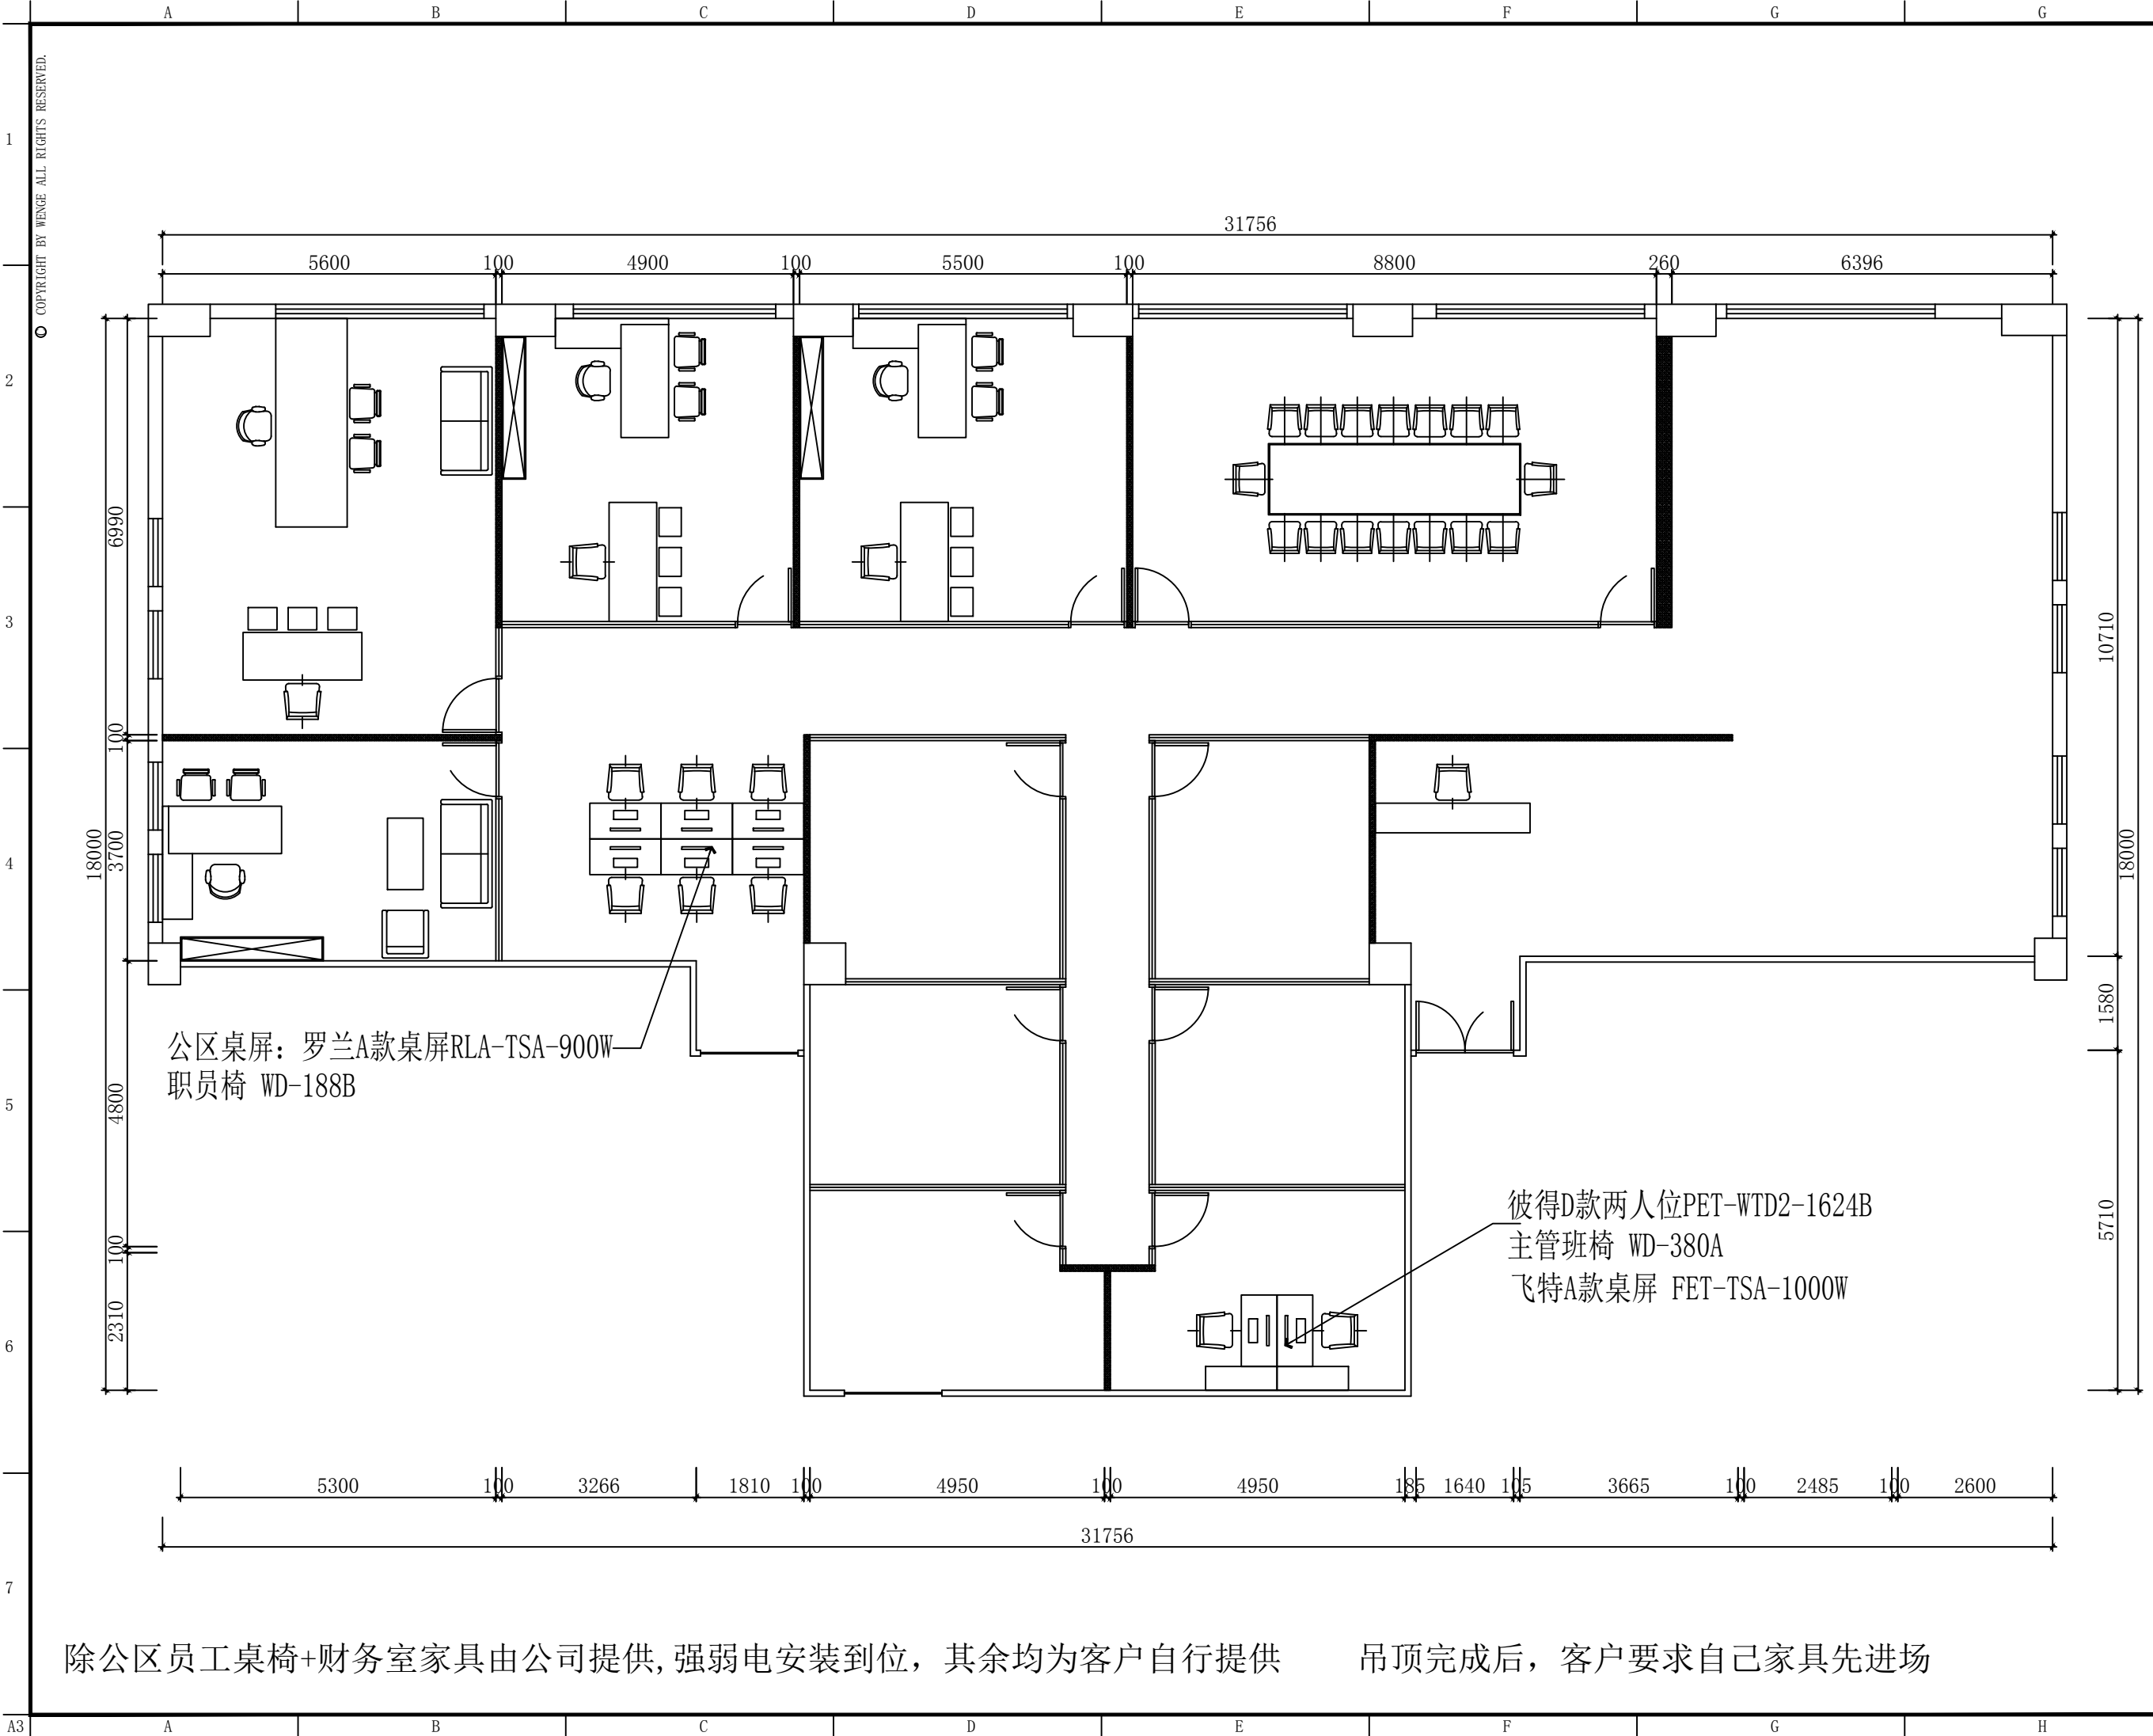 A B C D E F G G
© COPYRIGHT BY WENGE ALL RIGHTS RESERVED.
1
2
3
4
5
6
7
31756
5600 100 4900 100 5500 100 8800 260 6396
6990
100
3700
18000
4800
100
2310
10710
18000
1580
5710
公区桌屏：罗兰A款桌屏RLA-TSA-900W
职员椅 WD-188B
彼得D款两人位PET-WTD2-1624B
主管班椅 WD-380A
飞特A款桌屏 FET-TSA-1000W
5300 100 3266 1810 100 4950 100 4950 185 1640 105 3665 100 2485 100 2600
31756
除公区员工桌椅+财务室家具由公司提供,强弱电安装到位，其余均为客户自行提供 吊顶完成后，客户要求自己家具先进场
A3 A B C D E F G H